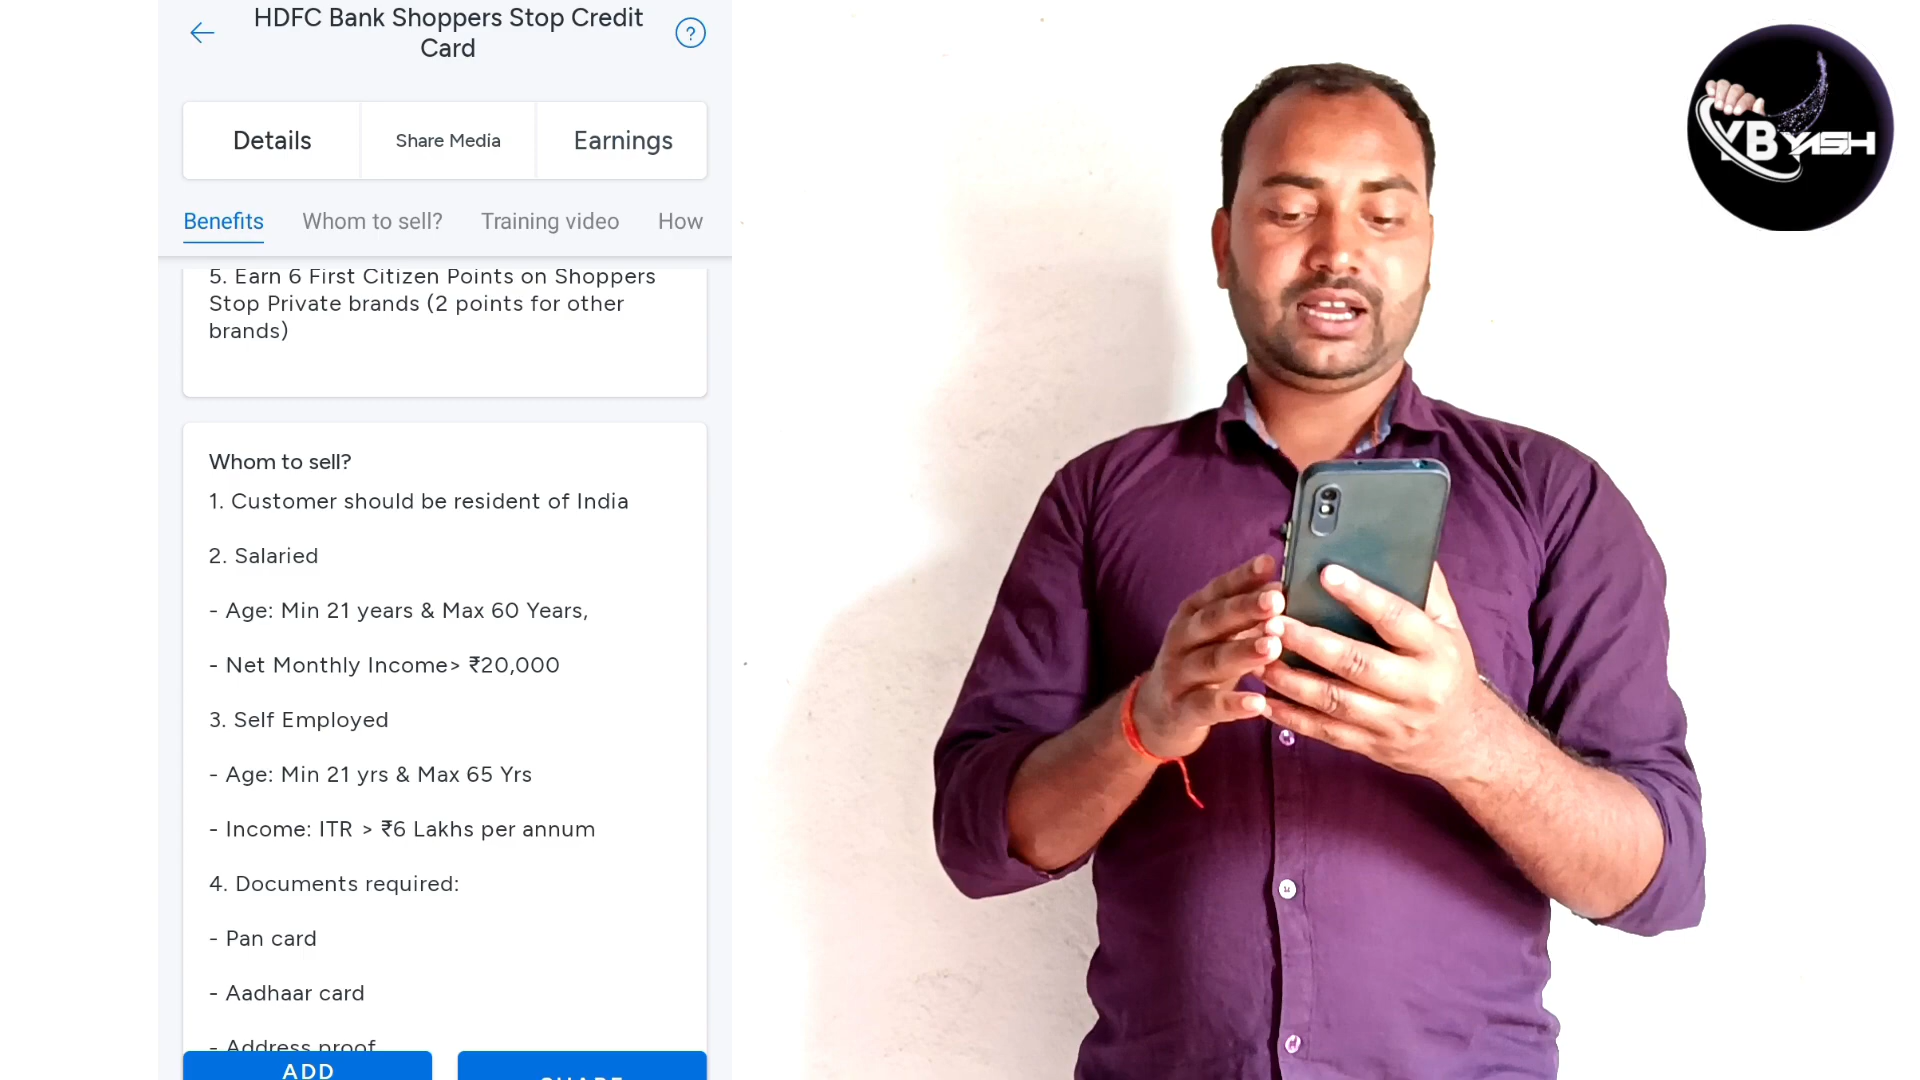 HDFC Bank Shoppers Stop Credit
Card
?
Details
Share Media
Earnings
Benefits
Whom to sell?
Training video
How
5. Earn 6 First Citizen Points on Shoppers
Stop Private brands (2 points for other
brands)
Whom to sell?
1. Customer should be resident of India
2. Salaried
- Age: Min 21 years & Max 60 Years,
- Net Monthly Income> ₹20,000
3. Self Employed
- Age: Min 21 yrs & Max 65 Yrs
- Income: ITR > ₹6 Lakhs per annum
4. Documents required:
- Pan card
- Aadhaar card
- Address proof
ADD
SHARE
YB YASH